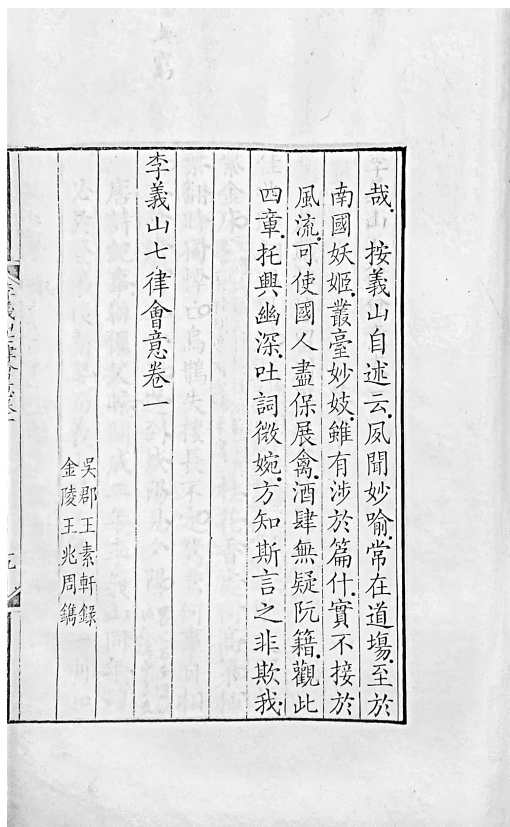 哉按義山自述云夙聞妙喻常在道場至於
南國妖姬叢臺妙妓雖有涉於篇什實不接於
風流可使國人盡保展禽酒肆無疑阮籍觀此
四章托興幽深吐詞微婉方知斯言之非欺我
李義山七律會意卷一
吳郡王素軒錄
金陵王兆周鐫